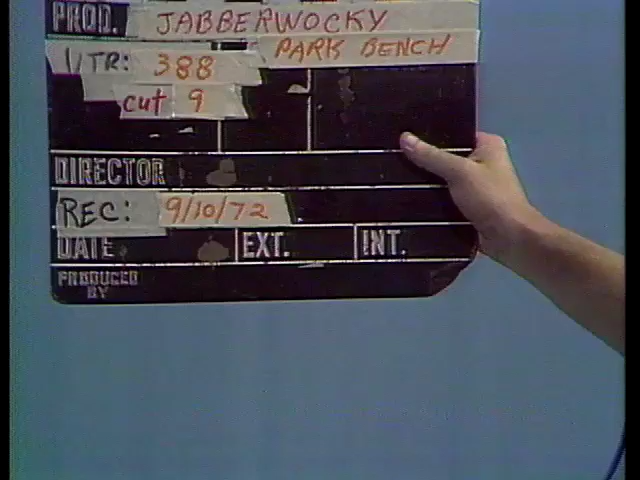 PROD. JABBERWOCKY
PARK BENCH
VTR: 388
cut 9
DIRECTOR
REC: 9/10/72
DATE EXT. INT.
PRODUCED
BY